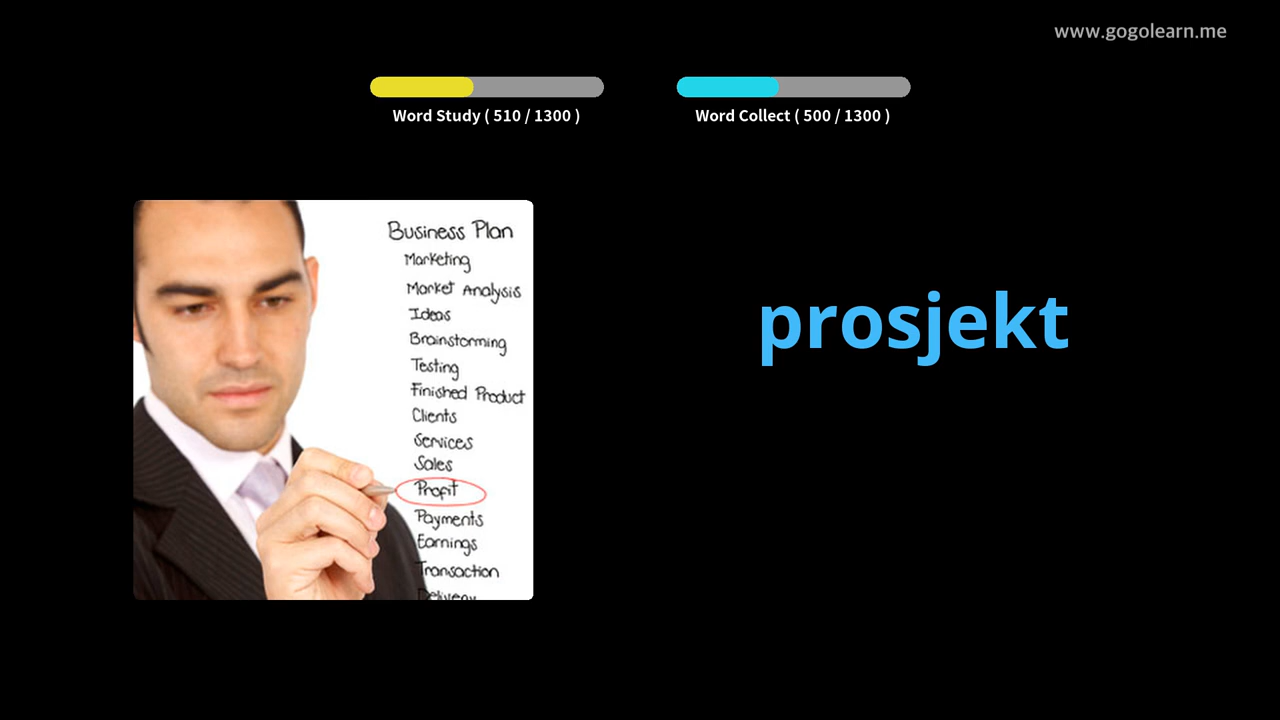 www.gogolearn.me
Word Study ( 510 / 1300 )
Word Collect ( 500 / 1300 )
Business Plan
Marketing
Market Analysis
Ideas
Brainstorming
Testing
Finished Product
Clients
Services
Sales
Profit
Payments
Earnings
Transaction
Delivery
prosjekt